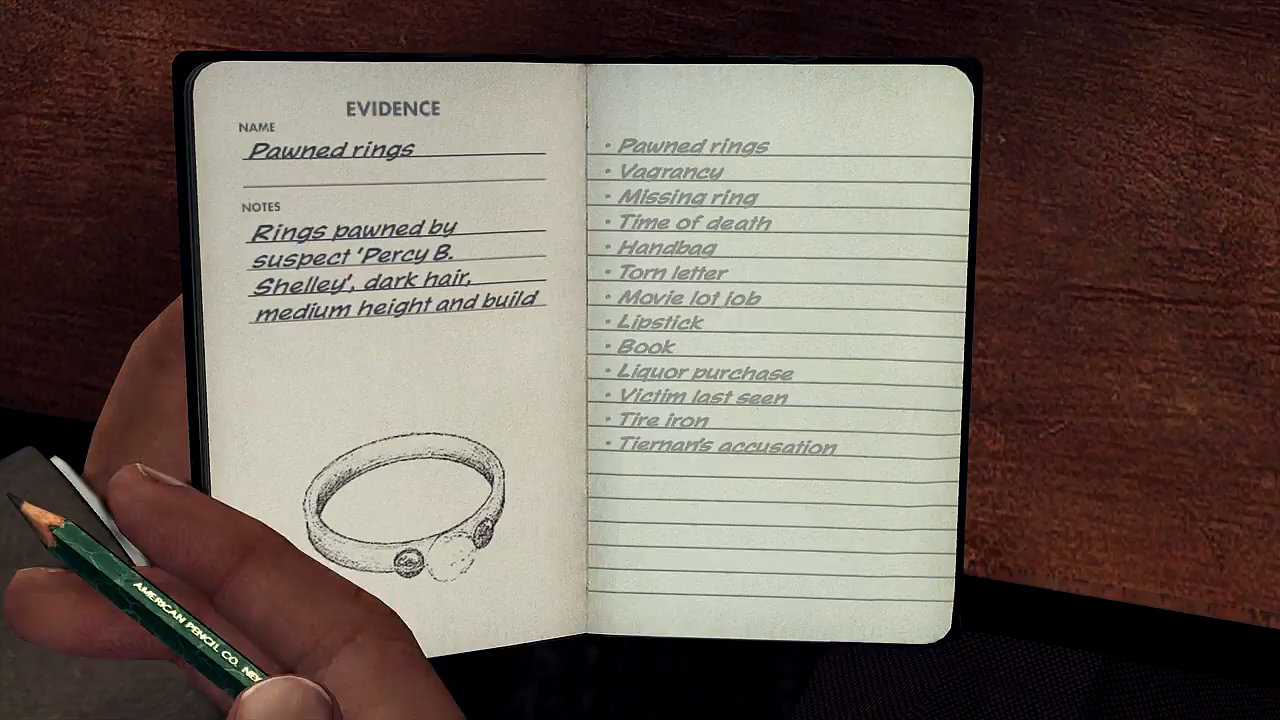 EVIDENCE
NAME
Pawned rings
NOTES
Rings pawned by
suspect 'Percy B.
Shelley', dark hair,
medium height and build
• Pawned rings
• Vagrancy
• Missing ring
• Time of death
• Handbag
• Torn letter
• Movie lot job
• Lipstick
• Book
• Liquor purchase
• Victim last seen
• Tire iron
• Tiernan's accusation
AMERICAN PENCIL CO.